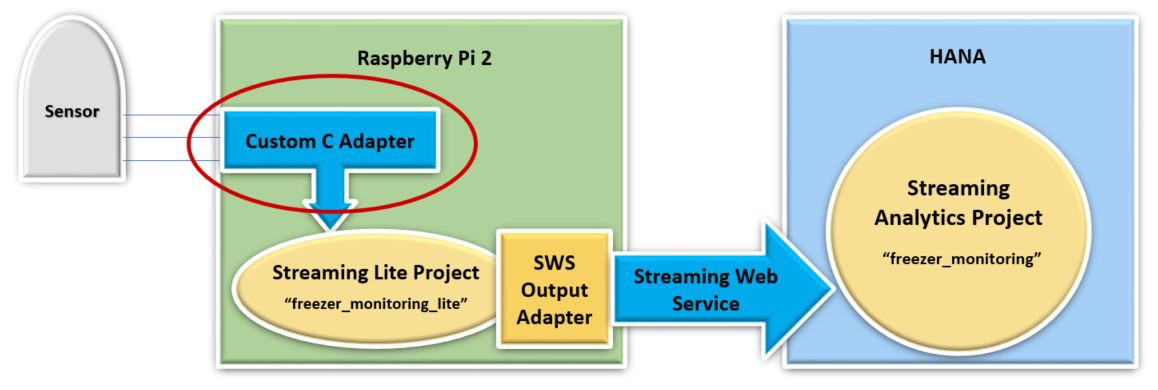 Sensor
Raspberry Pi 2
Custom C Adapter
Streaming Lite Project
“freezer_monitoring_lite”
SWS
Output
Adapter
Streaming Web
Service
HANA
Streaming
Analytics Project
“freezer_monitoring”